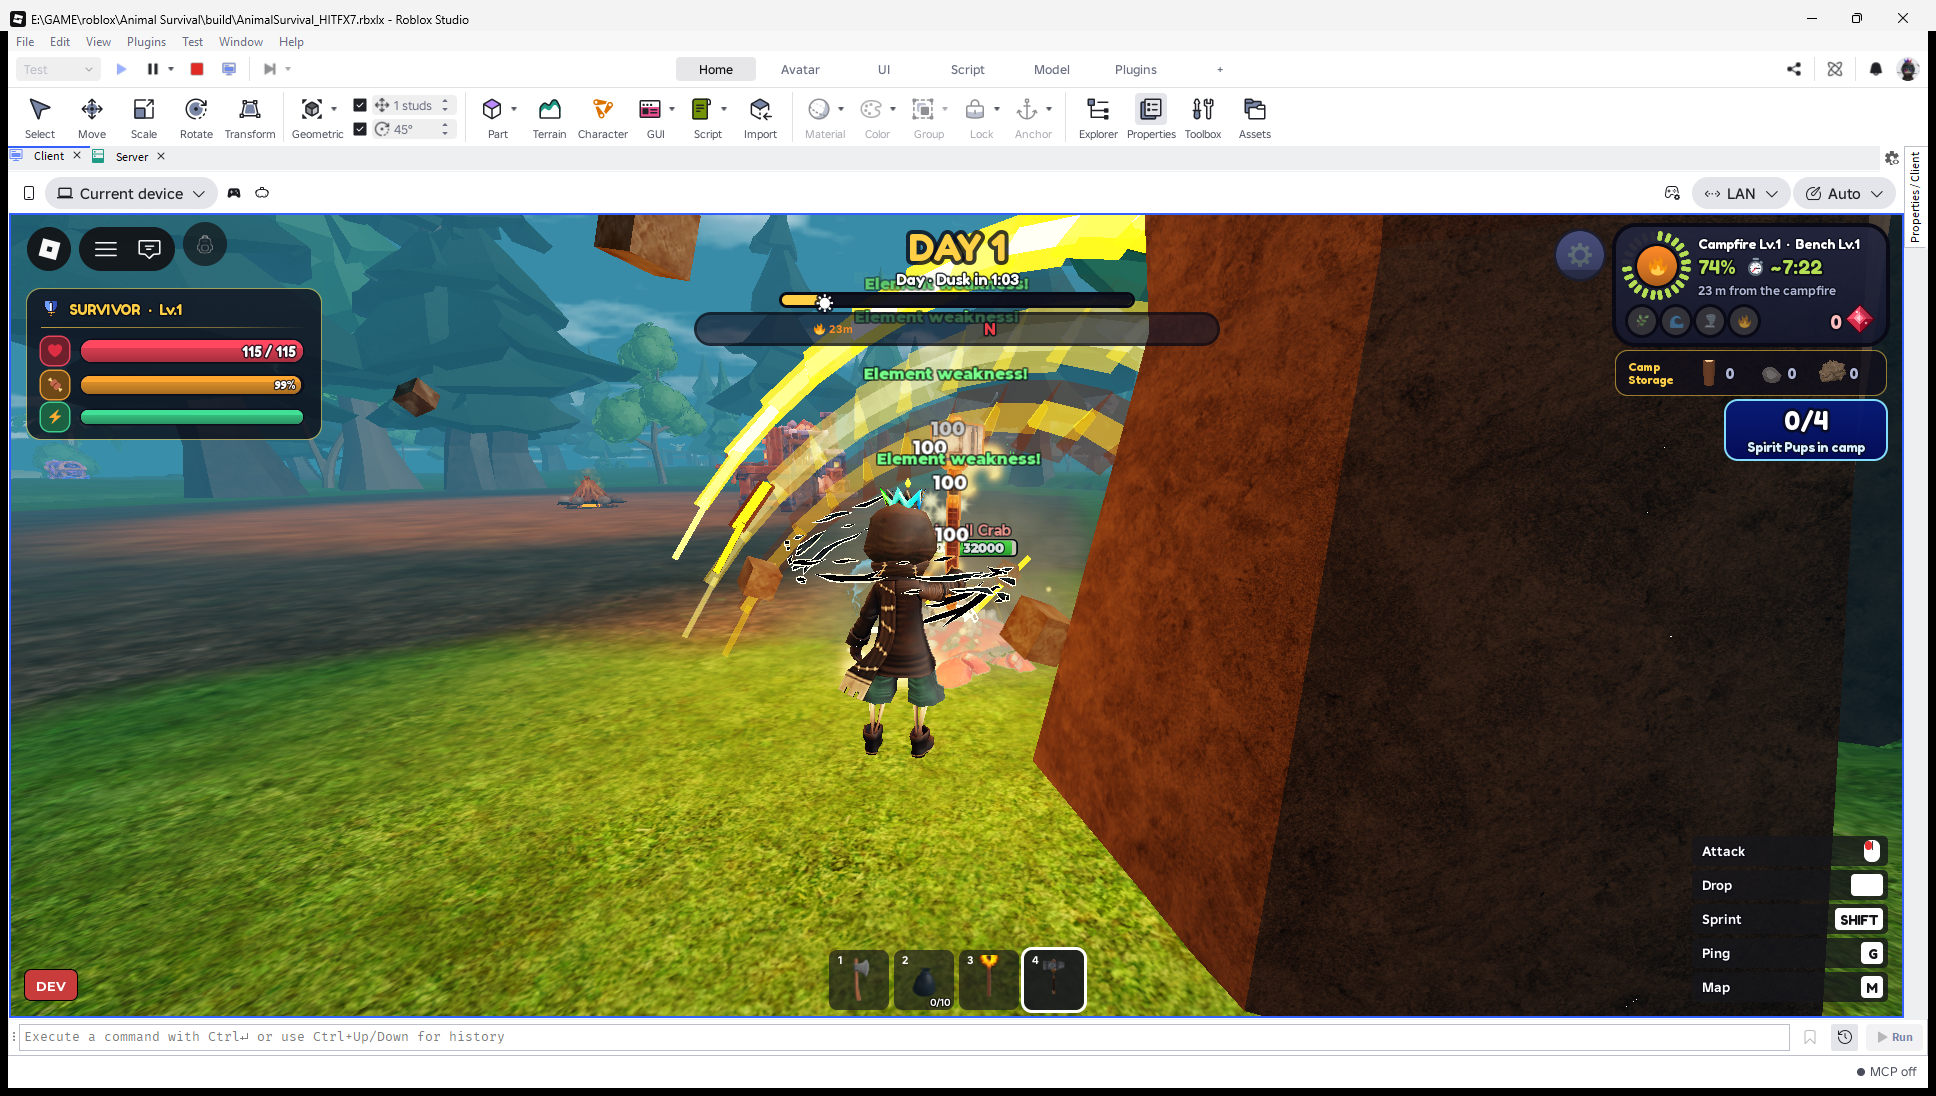 E:\GAME\roblox\Animal Survival\build\AnimalSurvival_HITFX7.rbxlx - Roblox Studio
File Edit View Plugins Test Window Help
Test
Home Avatar UI Script Model Plugins +
1 studs
45°
Select Move Scale Rotate Transform Geometric Part Terrain Character GUI Script Import Material Color Group Lock Anchor Explorer Properties Toolbox Assets
Client Server
Properties / Client
Current device
LAN Auto
DAY 1
Day · Dusk in 1:03
Element weakness!
Element weakness!
23m N
Element weakness!
100
100
Element weakness!
100
100
Crab
32000
SURVIVOR · Lv.1
115 / 115
99%
Campfire Lv.1 · Bench Lv.1
74% ~7:22
23 m from the campfire
0
Camp Storage 0 0 0
0/4
Spirit Pups in camp
Attack
Drop
Sprint SHIFT
Ping G
Map M
DEV
1 2 3 4
0/10
Execute a command with Ctrl↵ or use Ctrl+Up/Down for history
Run
MCP off